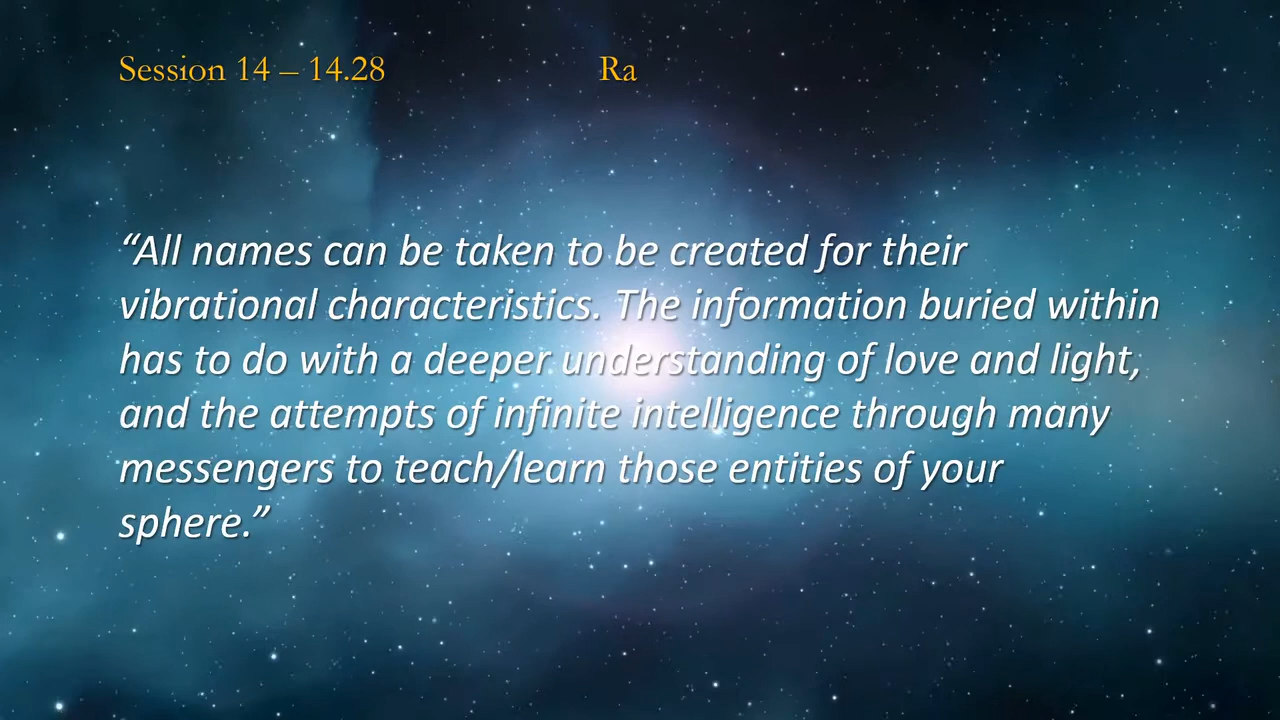 Session 14 – 14.28 Ra
“All names can be taken to be created for their
vibrational characteristics. The information buried within
has to do with a deeper understanding of love and light,
and the attempts of infinite intelligence through many
messengers to teach/learn those entities of your
sphere.”